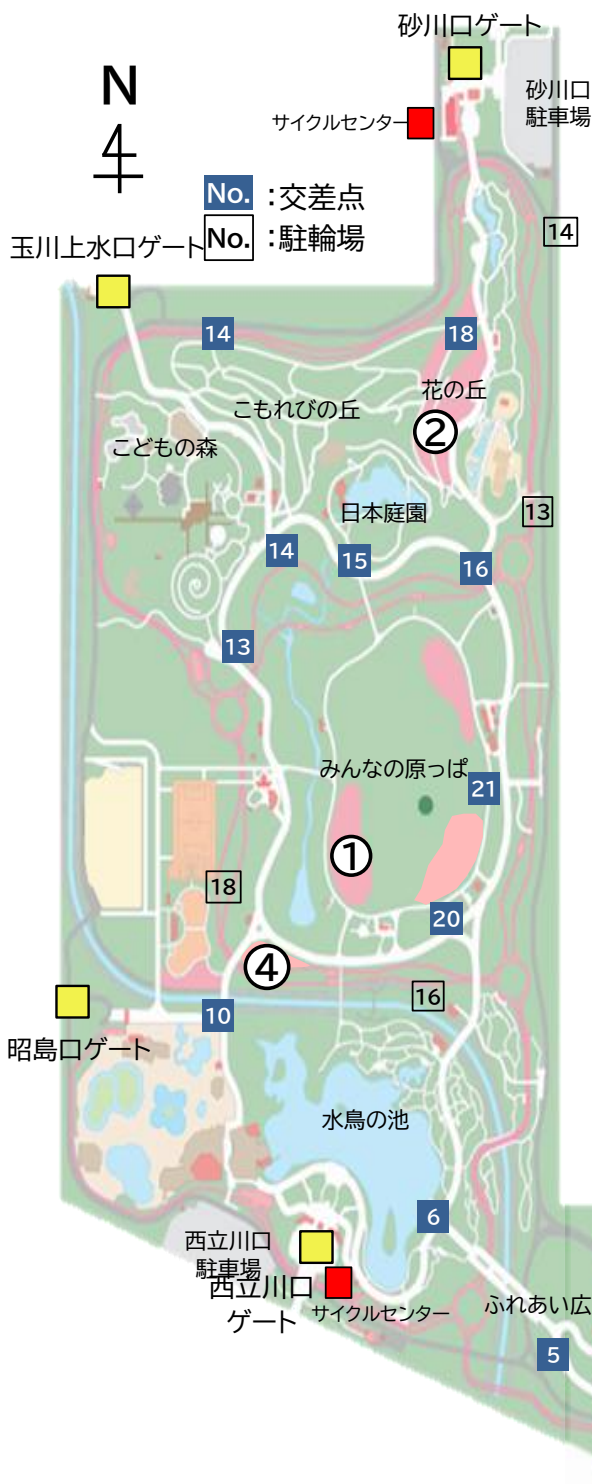 砂川口ゲート
N
砂川口
駐車場
サイクルセンター
No. ：交差点
No. ：駐輪場
14
玉川上水口ゲート
14
18
花の丘
こもれびの丘
②
こどもの森
日本庭園
13
14
15
16
13
みんなの原っぱ
21
①
18
20
④
16
10
昭島口ゲート
水鳥の池
6
西立川口
駐車場
西立川口
ゲート
サイクルセンター
ふれあい広
5